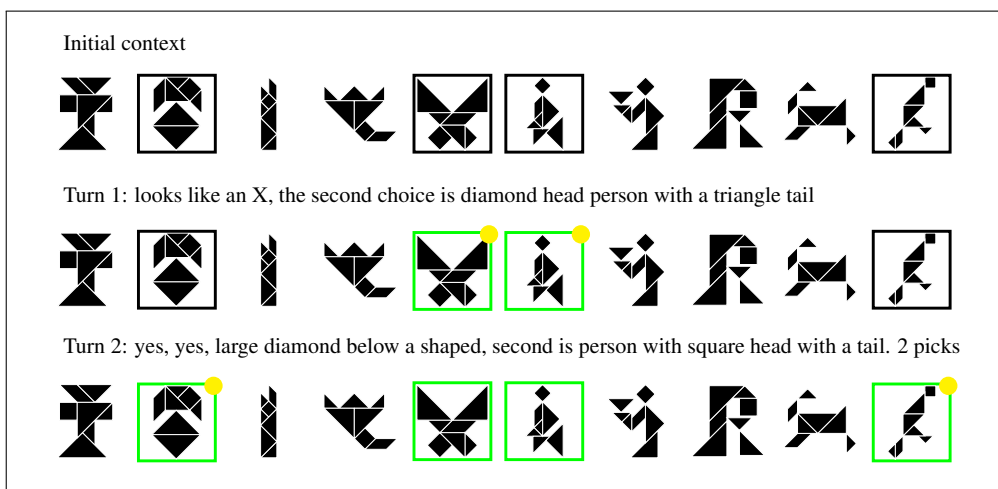 Initial context
Turn 1: looks like an X, the second choice is diamond head person with a triangle tail
Turn 2: yes, yes, large diamond below a shaped, second is person with square head with a tail. 2 picks